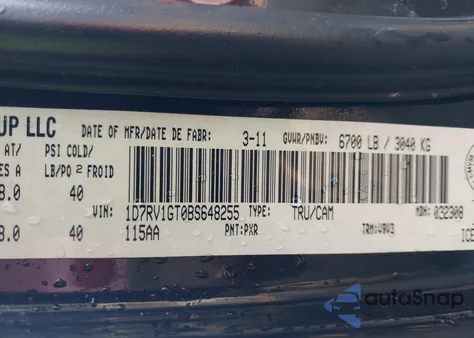 UP LLC DATE OF MFR/DATE DE FABR: 3-11 GVWR/PNBV: 6700 LB / 3040 KG
AT/ PSI COLD/
ES A LB/PO 2 FROID
8.0 40
VIN: 1D7RV1GT0BS648255 TYPE: TRU/CAM MDH: 032308
8.0 40 115AA PNT: PXR TRM: V9V3 ICE
autoSnap